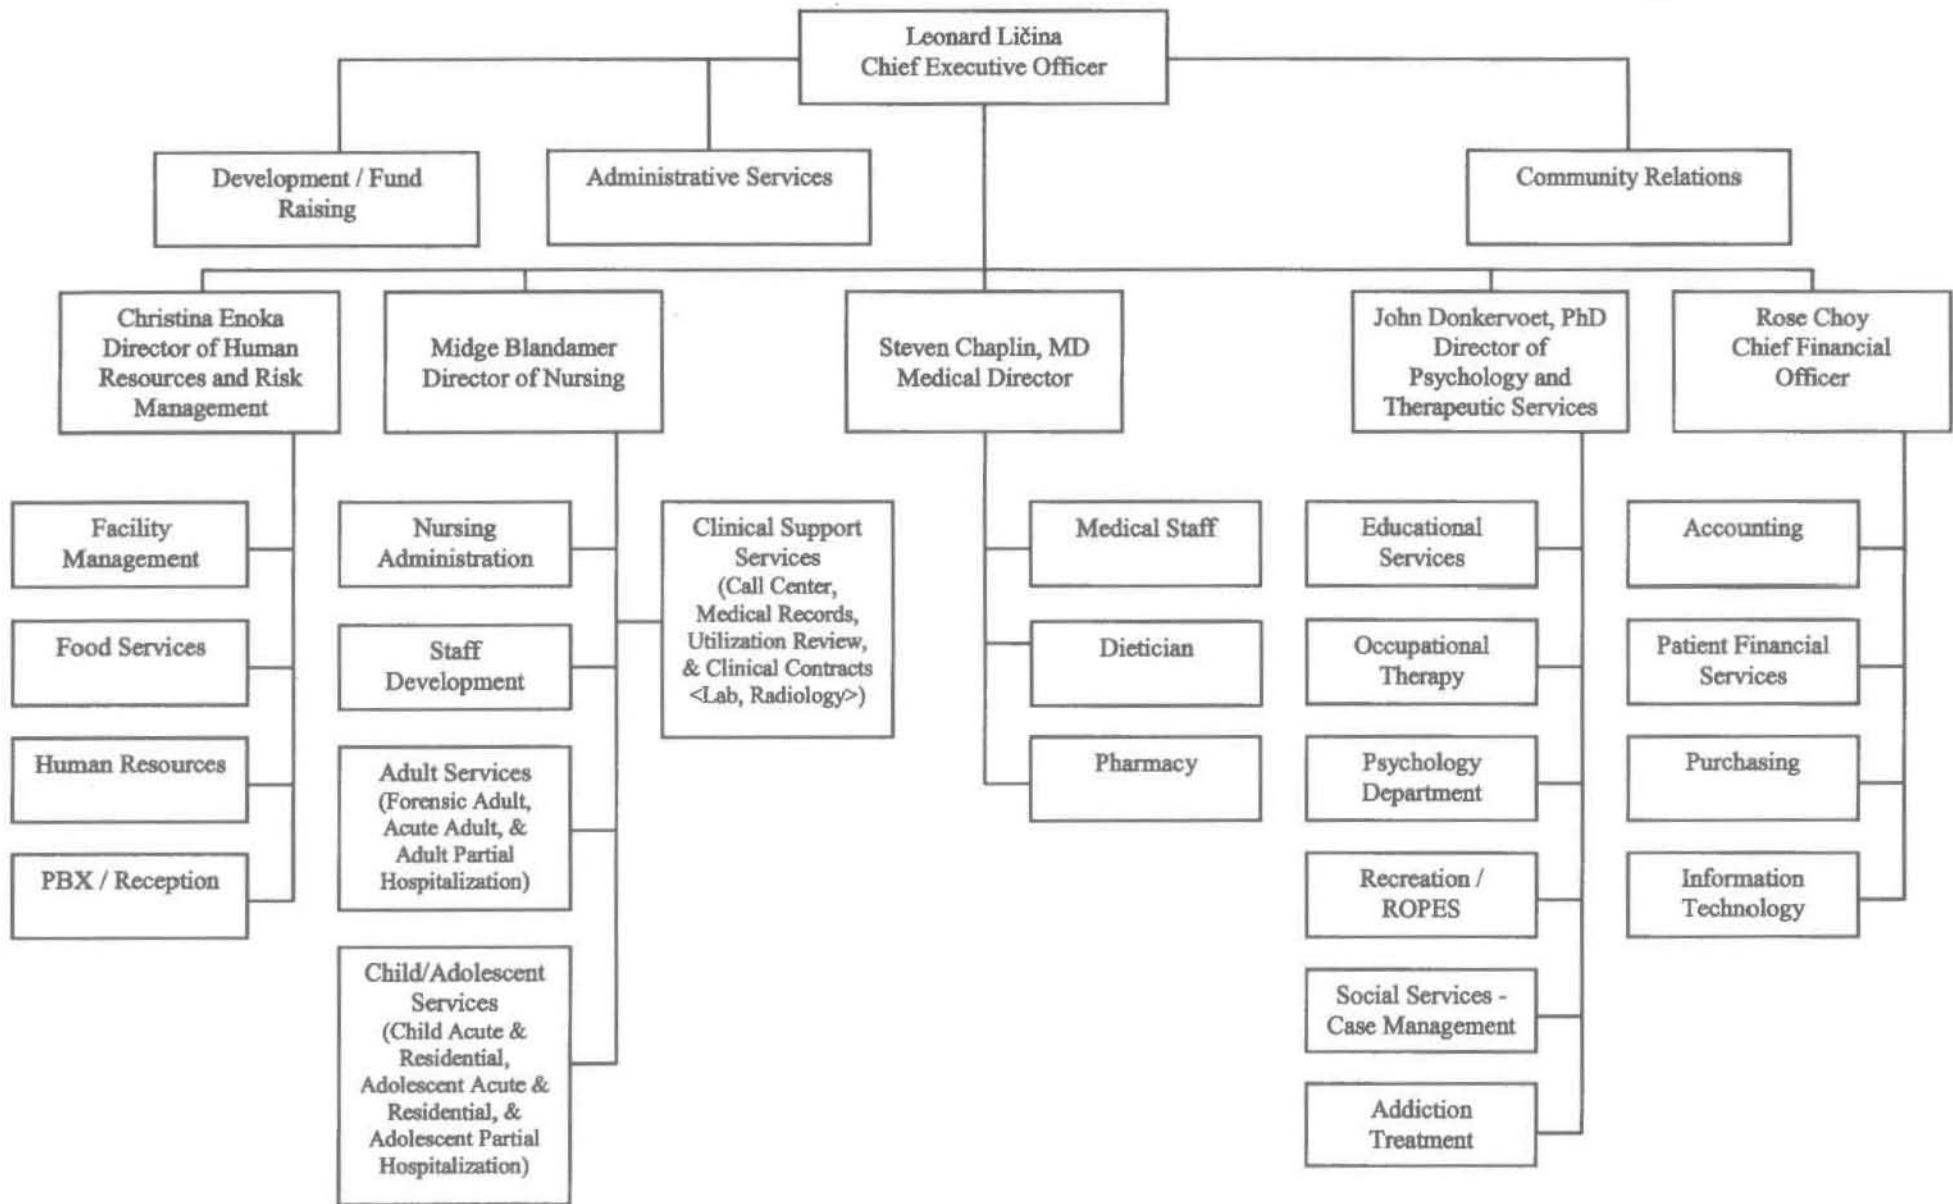 Leonard Ličina
Chief Executive Officer
Development / Fund
Raising
Administrative Services
Community Relations
Christina Enoka
Director of Human
Resources and Risk
Management
Midge Blandamer
Director of Nursing
Steven Chaplin, MD
Medical Director
John Donkervoet, PhD
Director of
Psychology and
Therapeutic Services
Rose Choy
Chief Financial
Officer
Facility
Management
Food Services
Human Resources
PBX / Reception
Nursing
Administration
Staff
Development
Adult Services
(Forensic Adult,
Acute Adult, &
Adult Partial
Hospitalization)
Child/Adolescent
Services
(Child Acute &
Residential,
Adolescent Acute &
Residential, &
Adolescent Partial
Hospitalization)
Clinical Support
Services
(Call Center,
Medical Records,
Utilization Review,
& Clinical Contracts
<Lab, Radiology>)
Medical Staff
Dietician
Pharmacy
Educational
Services
Occupational
Therapy
Psychology
Department
Recreation /
ROPES
Social Services -
Case Management
Addiction
Treatment
Accounting
Patient Financial
Services
Purchasing
Information
Technology